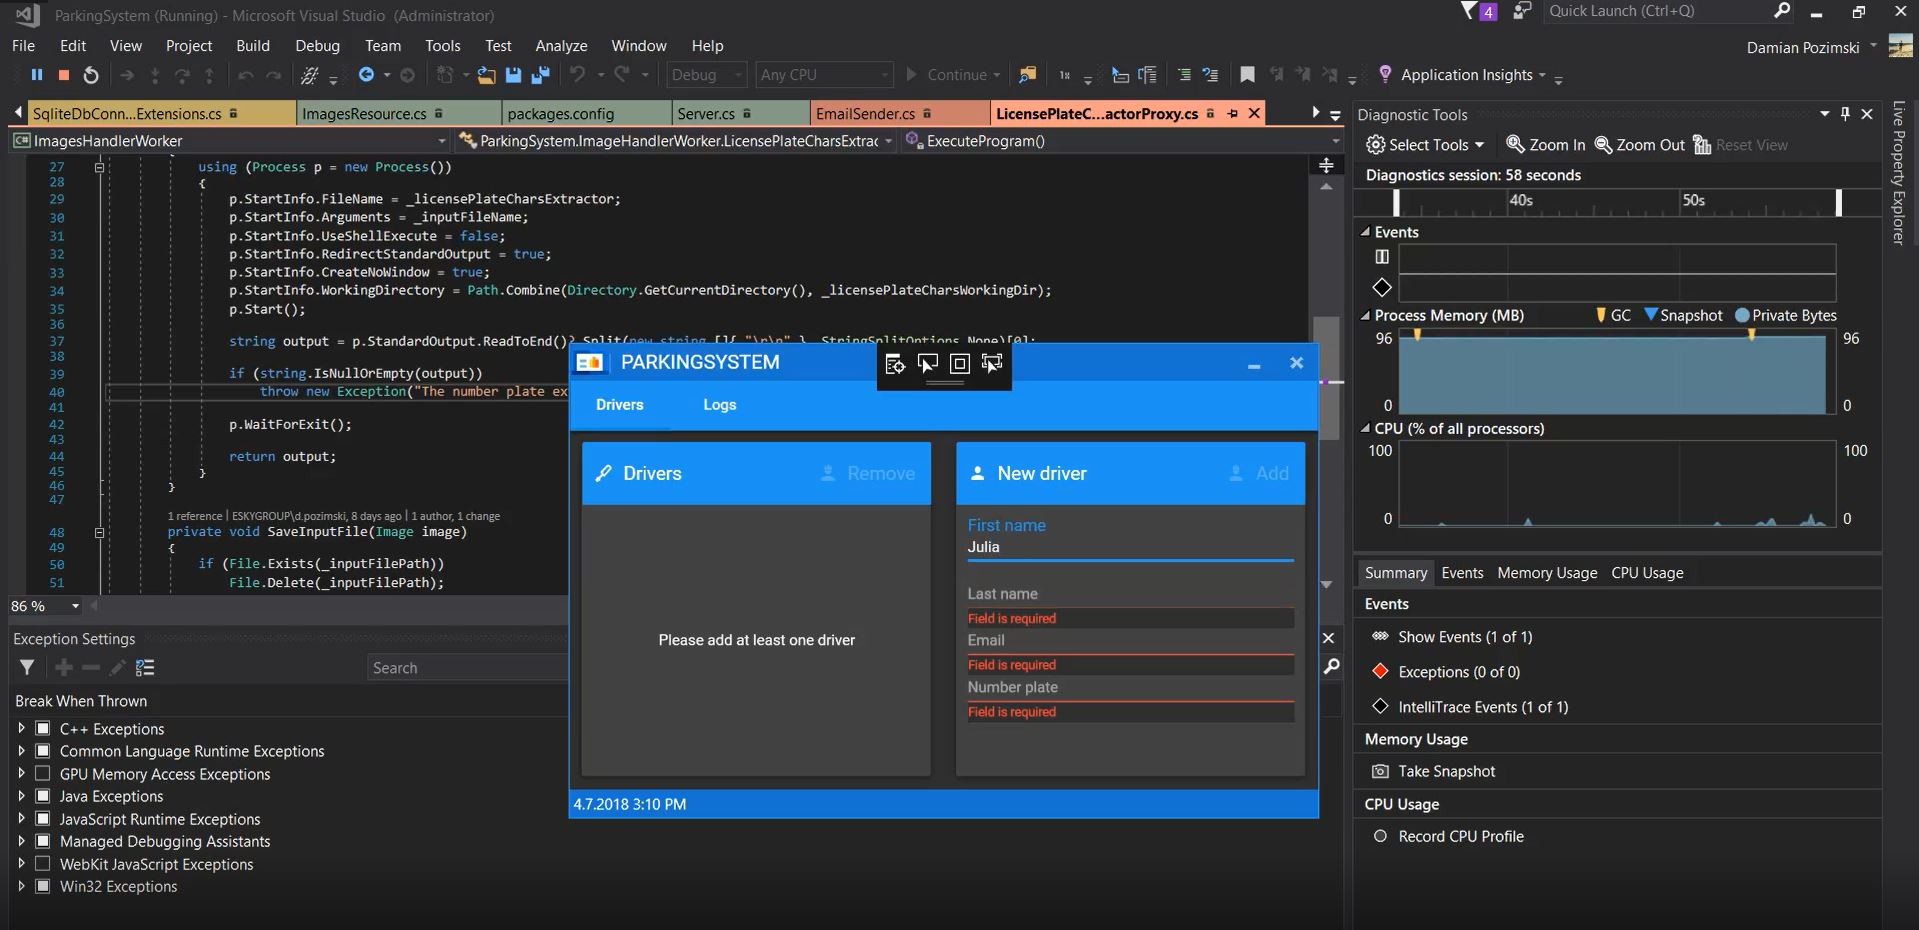 ParkingSystem (Running) - Microsoft Visual Studio (Administrator)
4
Quick Launch (Ctrl+Q)
File Edit View Project Build Debug Team Tools Test Analyze Window Help
Damian Pozimski
Debug
Any CPU
Continue
Application Insights
SqliteDbConn...Extensions.cs
ImagesResource.cs
packages.config
Server.cs
EmailSender.cs
LicensePlateC...actorProxy.cs
ImagesHandlerWorker
ParkingSystem.ImageHandlerWorker.LicensePlateCharsExtrac
ExecuteProgram()
27 using (Process p = new Process())
28 {
29 p.StartInfo.FileName = _licensePlateCharsExtractor;
30 p.StartInfo.Arguments = _inputFileName;
31 p.StartInfo.UseShellExecute = false;
32 p.StartInfo.RedirectStandardOutput = true;
33 p.StartInfo.CreateNoWindow = true;
34 p.StartInfo.WorkingDirectory = Path.Combine(Directory.GetCurrentDirectory(), _licensePlateCharsWorkingDir);
35 p.Start();
36
37 string output = p.StandardOutput.ReadToEnd().Split(new string []{ "\r\n" }, StringSplitOptions.None)[0];
38
39 if (string.IsNullOrEmpty(output))
40 throw new Exception("The number plate ex
41
42 p.WaitForExit();
43
44 return output;
45 }
46 }
47
1 reference | ESKYGROUP\d.pozimski, 8 days ago | 1 author, 1 change
48 private void SaveInputFile(Image image)
49 {
50 if (File.Exists(_inputFilePath))
51 File.Delete(_inputFilePath);
86 %
Exception Settings
Search
Break When Thrown
C++ Exceptions
Common Language Runtime Exceptions
GPU Memory Access Exceptions
Java Exceptions
JavaScript Runtime Exceptions
Managed Debugging Assistants
WebKit JavaScript Exceptions
Win32 Exceptions
PARKINGSYSTEM
Drivers Logs
Drivers
Remove
Please add at least one driver
New driver
Add
First name
Julia
Last name
Field is required
Email
Field is required
Number plate
Field is required
4.7.2018 3:10 PM
Diagnostic Tools
Select Tools Zoom In Zoom Out Reset View
Diagnostics session: 58 seconds
40s 50s
Events
Process Memory (MB) GC Snapshot Private Bytes
96 96
0 0
CPU (% of all processors)
100 100
0 0
Summary Events Memory Usage CPU Usage
Events
Show Events (1 of 1)
Exceptions (0 of 0)
IntelliTrace Events (1 of 1)
Memory Usage
Take Snapshot
CPU Usage
Record CPU Profile
Live Property Explorer